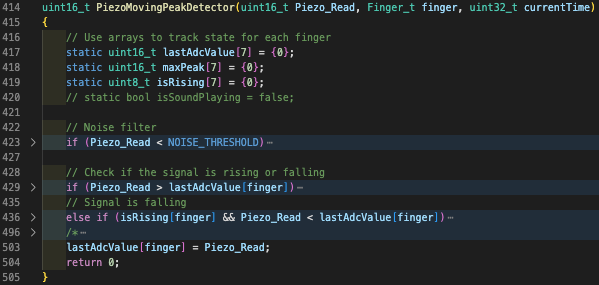 414 uint16_t PiezoMovingPeakDetector(uint16_t Piezo_Read, Finger_t finger, uint32_t currentTime)
415 {
416 // Use arrays to track state for each finger
417 static uint16_t lastAdcValue[7] = {0};
418 static uint16_t maxPeak[7] = {0};
419 static uint8_t isRising[7] = {0};
420 // static bool isSoundPlaying = false;
421
422 // Noise filter
423 > if (Piezo_Read < NOISE_THRESHOLD)⋯
427
428 // Check if the signal is rising or falling
429 > if (Piezo_Read > lastAdcValue[finger])⋯
435 // Signal is falling
436 > else if (isRising[finger] && Piezo_Read < lastAdcValue[finger])⋯
496 > /*⋯
503 lastAdcValue[finger] = Piezo_Read;
504 return 0;
505 }